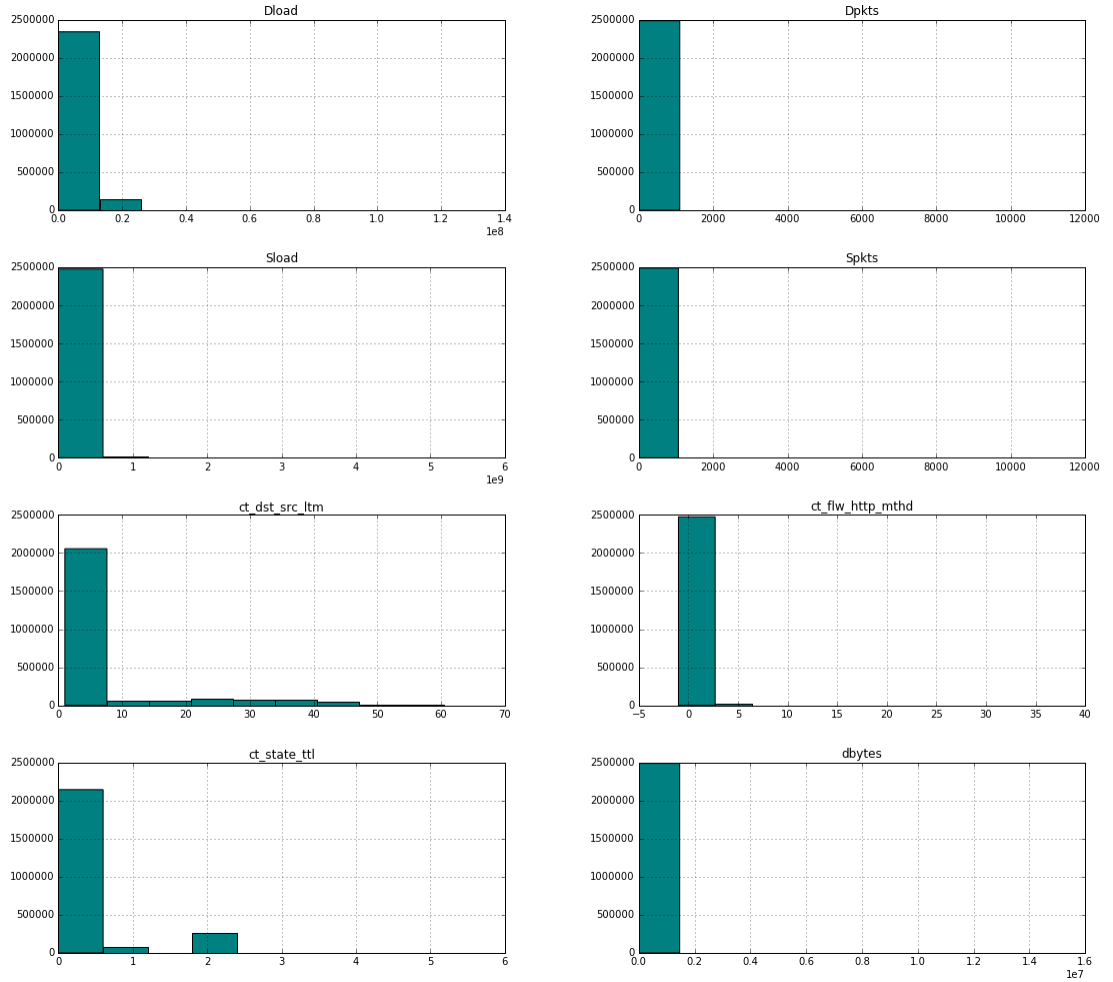 Dload
2500000
2000000
1500000
1000000
500000
0
0.0 0.2 0.4 0.6 0.8 1.0 1.2 1.4
1e8
Dpkts
2500000
2000000
1500000
1000000
500000
0
0 2000 4000 6000 8000 10000 12000
Sload
2500000
2000000
1500000
1000000
500000
0
0 1 2 3 4 5 6
1e9
Spkts
2500000
2000000
1500000
1000000
500000
0
0 2000 4000 6000 8000 10000 12000
ct_dst_src_ltm
2500000
2000000
1500000
1000000
500000
0
0 10 20 30 40 50 60 70
ct_flw_http_mthd
2500000
2000000
1500000
1000000
500000
0
−5 0 5 10 15 20 25 30 35 40
ct_state_ttl
2500000
2000000
1500000
1000000
500000
0
0 1 2 3 4 5 6
dbytes
2500000
2000000
1500000
1000000
500000
0
0.0 0.2 0.4 0.6 0.8 1.0 1.2 1.4 1.6
1e7